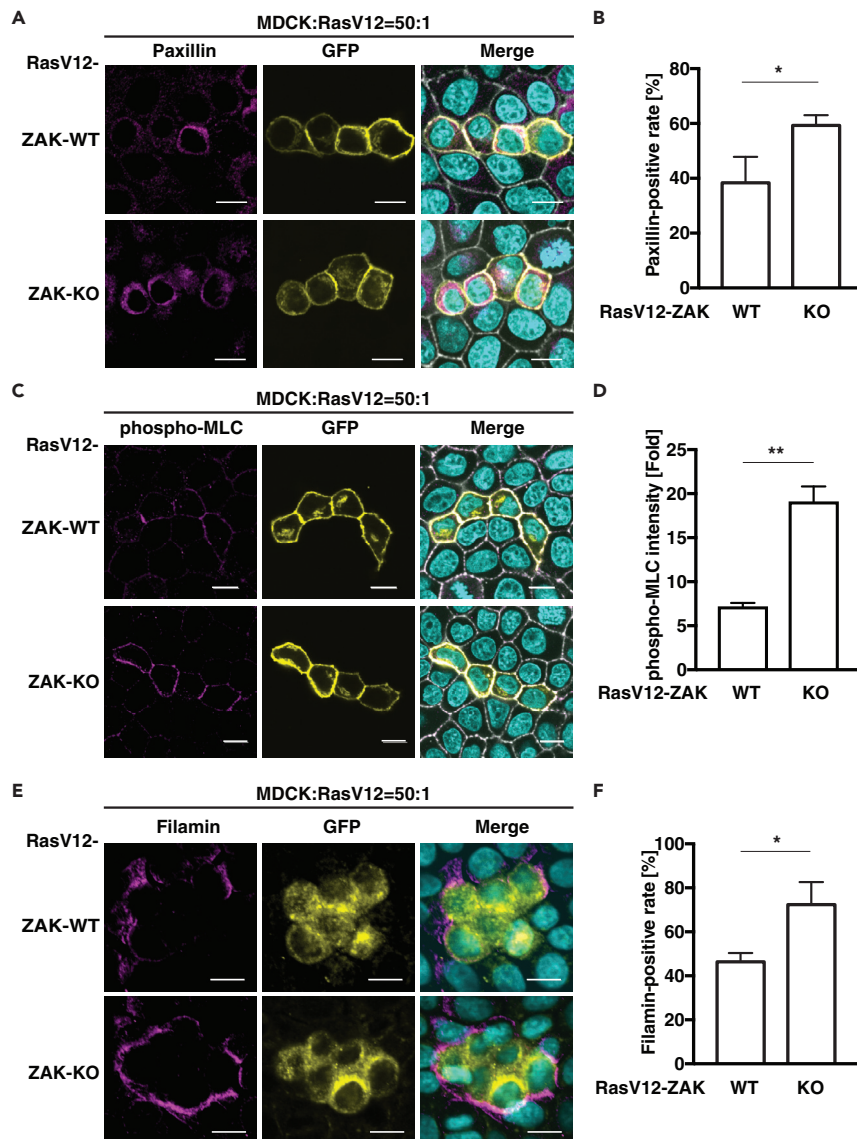 A
MDCK:RasV12=50:1
Paxillin GFP Merge
RasV12-
ZAK-WT
ZAK-KO
B
Paxillin-positive rate [%]
80
60
40
20
0
*
RasV12-ZAK WT KO
C
MDCK:RasV12=50:1
phospho-MLC GFP Merge
RasV12-
ZAK-WT
ZAK-KO
D
phospho-MLC intensity [Fold]
25
20
15
10
5
0
**
RasV12-ZAK WT KO
E
MDCK:RasV12=50:1
Filamin GFP Merge
RasV12-
ZAK-WT
ZAK-KO
F
Filamin-positive rate [%]
100
80
60
40
20
0
*
RasV12-ZAK WT KO